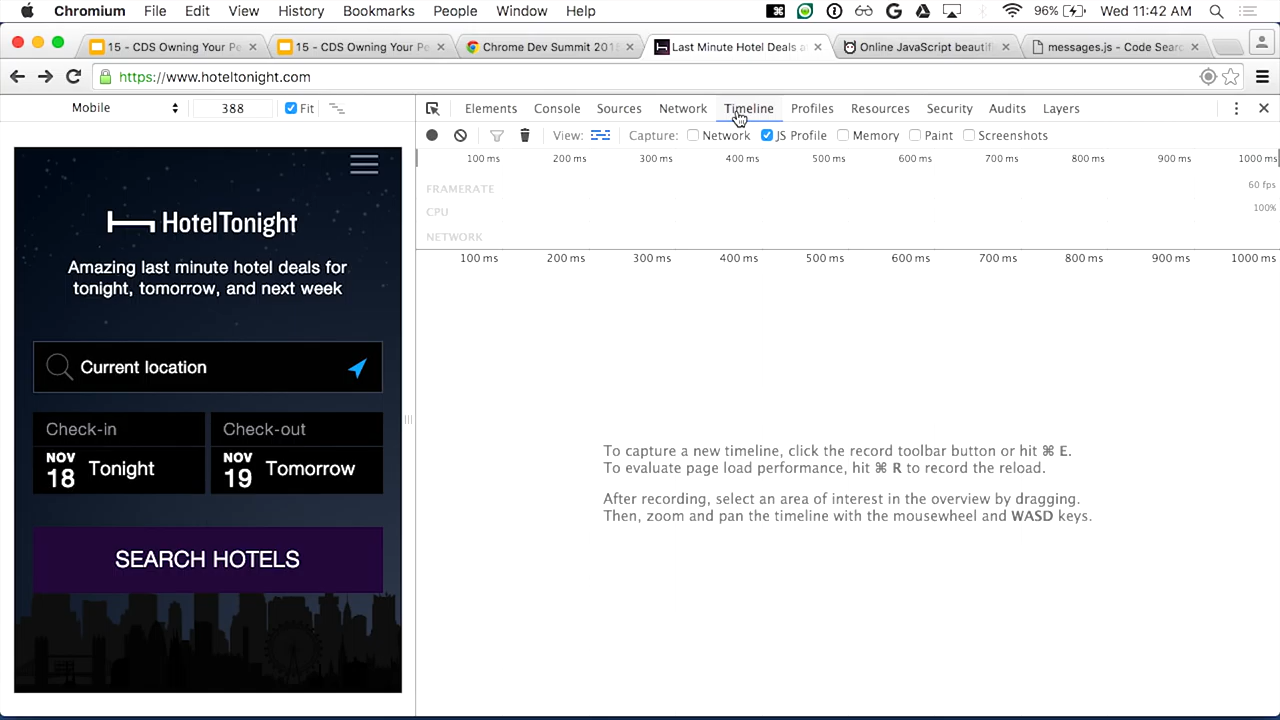 Chromium File Edit View History Bookmarks People Window Help 96% Wed 11:42 AM
15 - CDS Owning Your Pe 15 - CDS Owning Your Pe Chrome Dev Summit 201 Last Minute Hotel Deals a Online JavaScript beautif messages.js - Code Searc
https://www.hoteltonight.com
Mobile 388 Fit
Elements Console Sources Network Timeline Profiles Resources Security Audits Layers
View: Capture: Network JS Profile Memory Paint Screenshots
100 ms 200 ms 300 ms 400 ms 500 ms 600 ms 700 ms 800 ms 900 ms 1000 ms
FRAMERATE 60 fps
CPU 100%
NETWORK
100 ms 200 ms 300 ms 400 ms 500 ms 600 ms 700 ms 800 ms 900 ms 1000 ms
HotelTonight
Amazing last minute hotel deals for
tonight, tomorrow, and next week
Current location
Check-in
NOV
18 Tonight
Check-out
NOV
19 Tomorrow
SEARCH HOTELS
To capture a new timeline, click the record toolbar button or hit ⌘ E.
To evaluate page load performance, hit ⌘ R to record the reload.
After recording, select an area of interest in the overview by dragging.
Then, zoom and pan the timeline with the mousewheel and WASD keys.